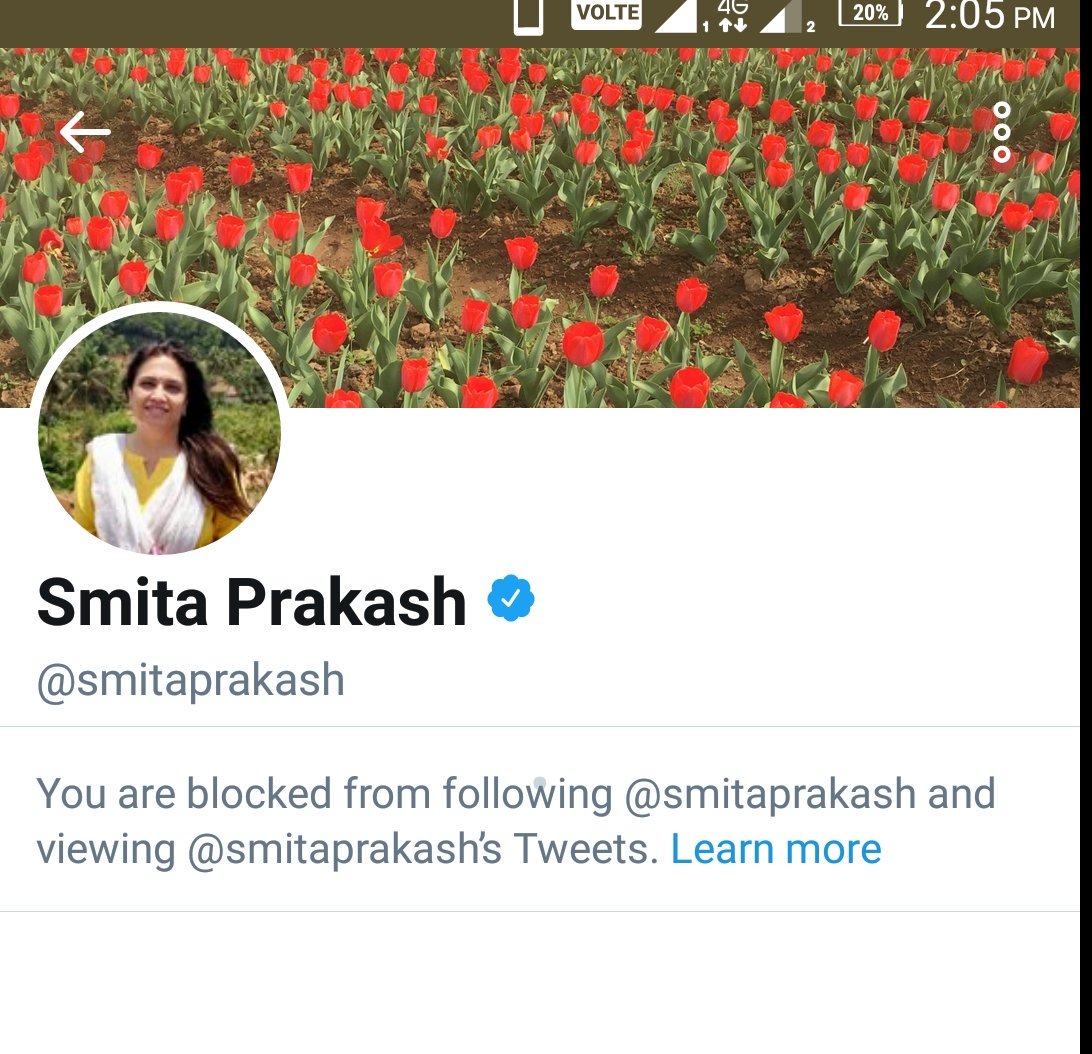 VOLTE 1 4G 2 20% 2:05 PM
Smita Prakash
@smitaprakash
You are blocked from following @smitaprakash and
viewing @smitaprakash's Tweets. Learn more